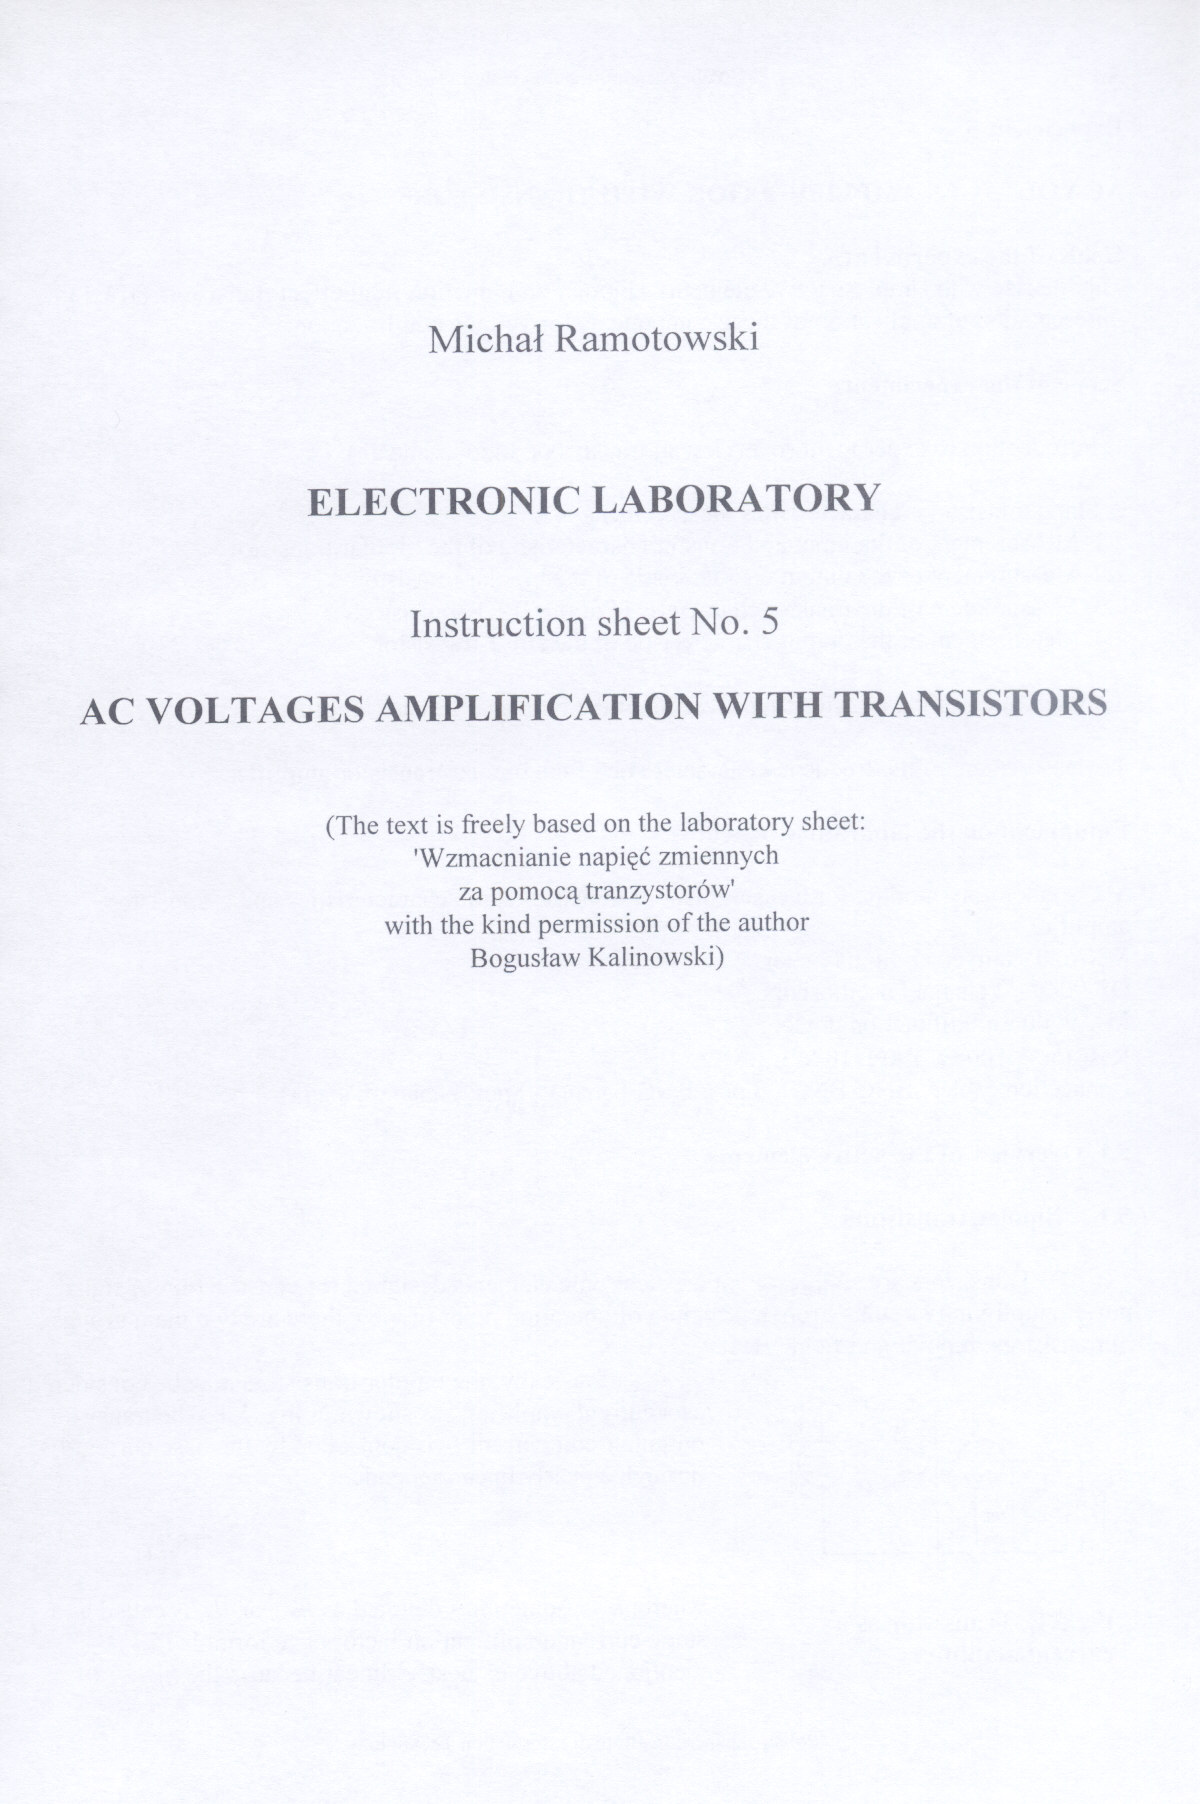 Michał Ramotowski
ELECTRONIC LABORATORY
Instruction sheet No. 5
AC VOLTAGES AMPLIFICATION WITH TRANSISTORS
(The text is freely based on the laboratory sheet:
'Wzmacnianie napięć zmiennych
za pomocą tranzystorów'
with the kind permission of the author
Bogusław Kalinowski)